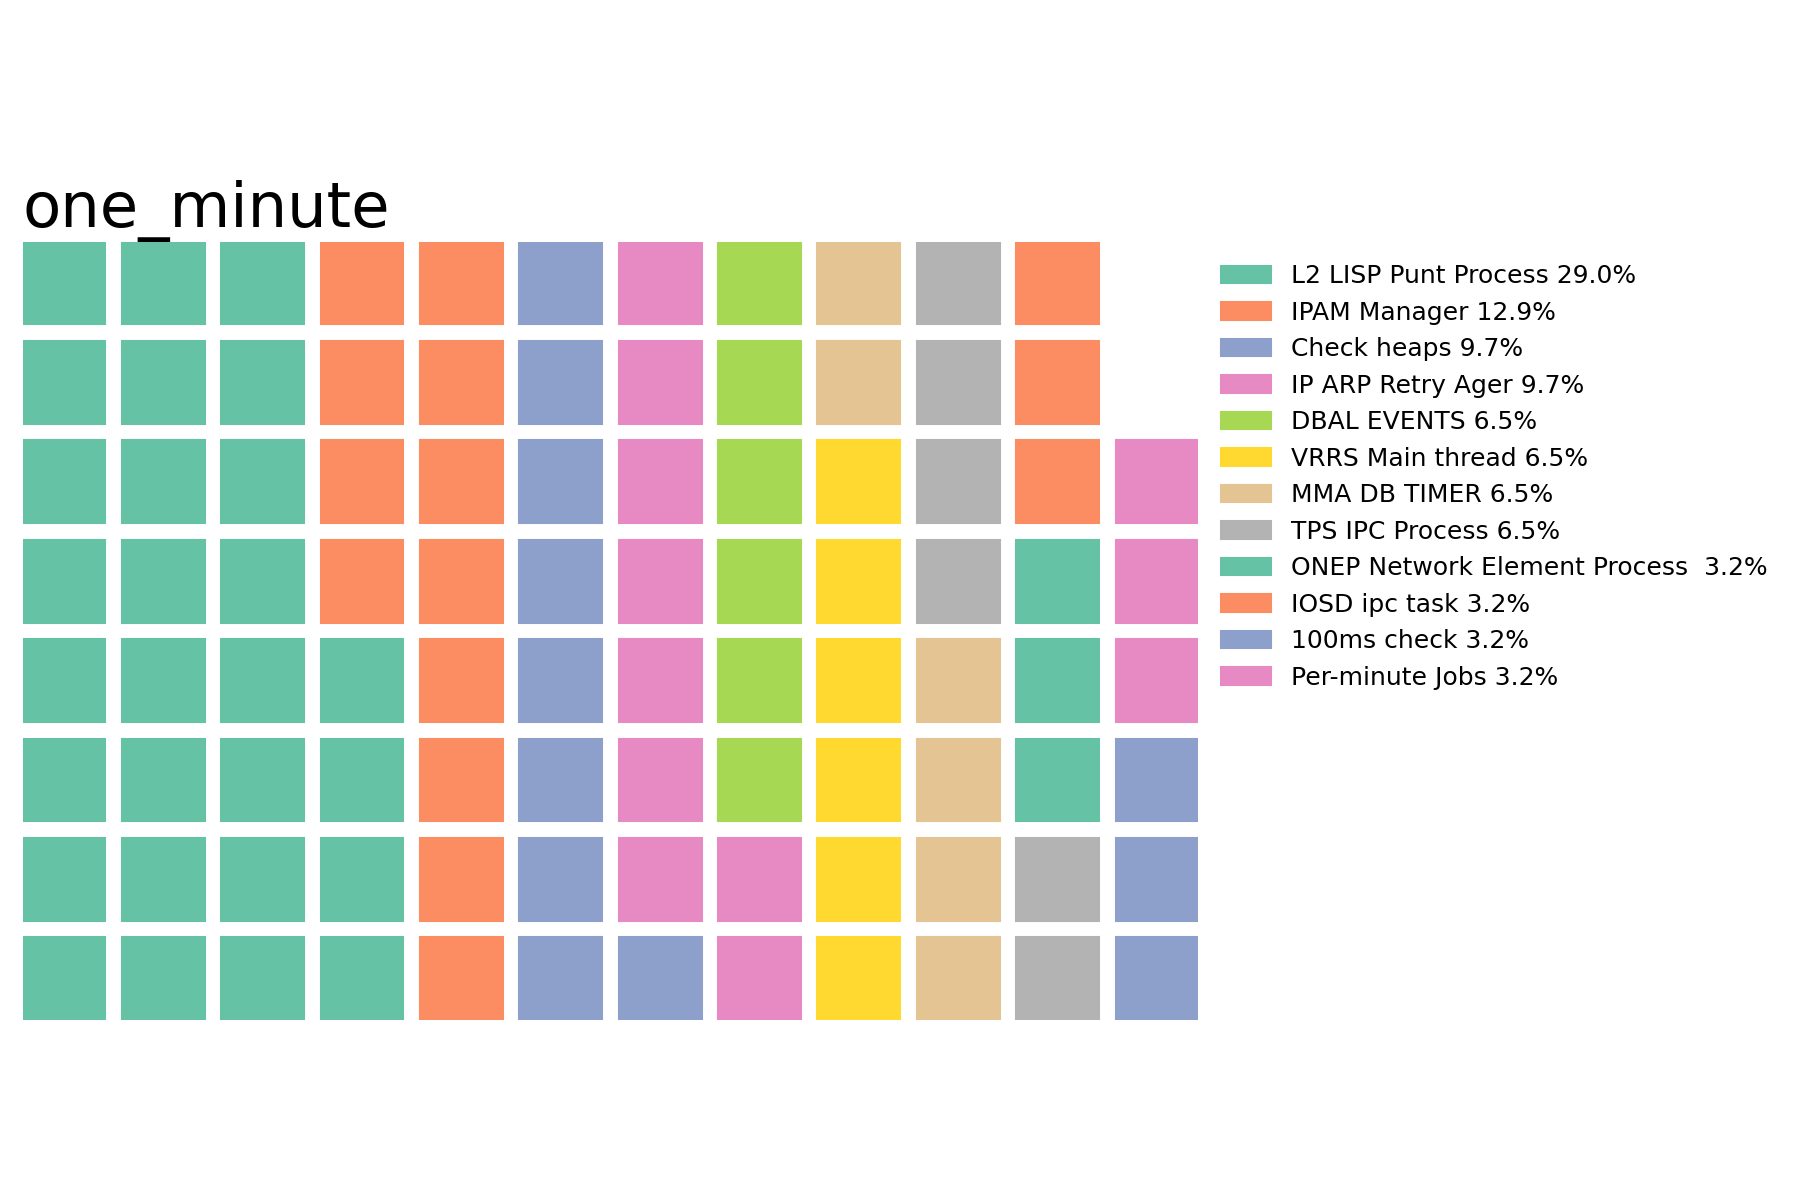 one_minute
L2 LISP Punt Process 29.0%
IPAM Manager 12.9%
Check heaps 9.7%
IP ARP Retry Ager 9.7%
DBAL EVENTS 6.5%
VRRS Main thread 6.5%
MMA DB TIMER 6.5%
TPS IPC Process 6.5%
ONEP Network Element Process  3.2%
IOSD ipc task 3.2%
100ms check 3.2%
Per-minute Jobs 3.2%